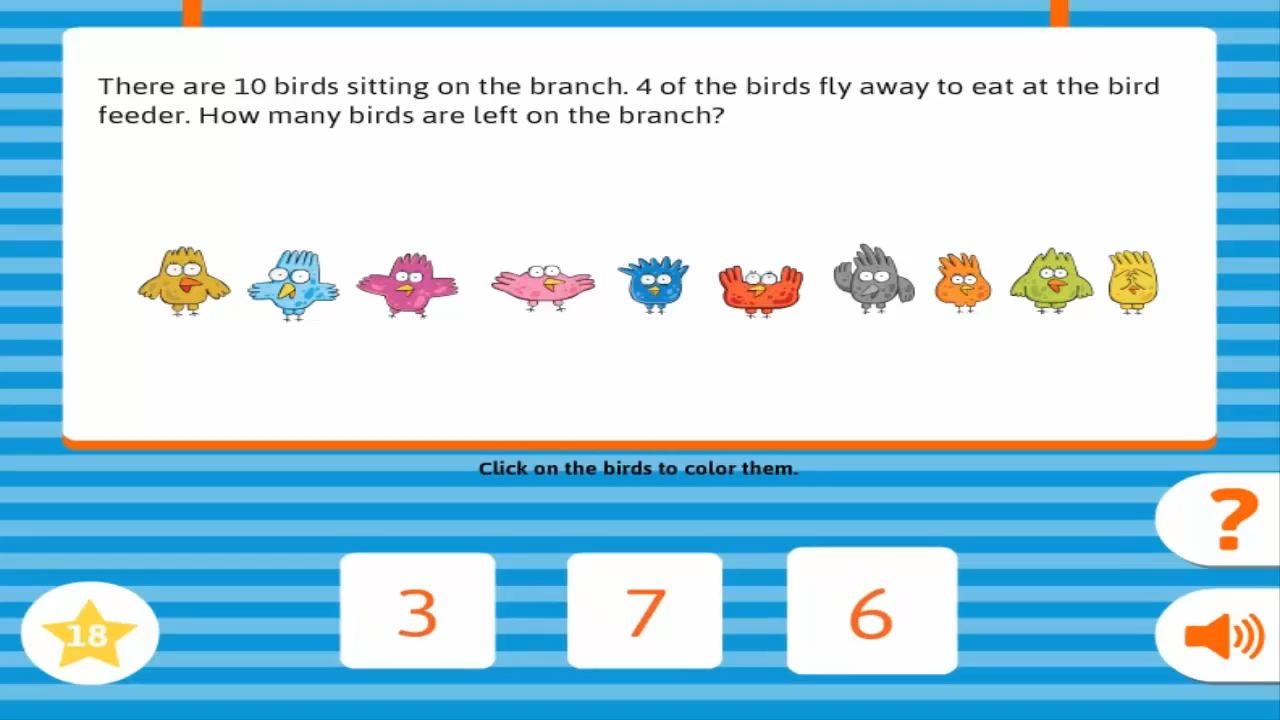 There are 10 birds sitting on the branch. 4 of the birds fly away to eat at the bird
feeder. How many birds are left on the branch?
Click on the birds to color them.
?
3 7 6
18